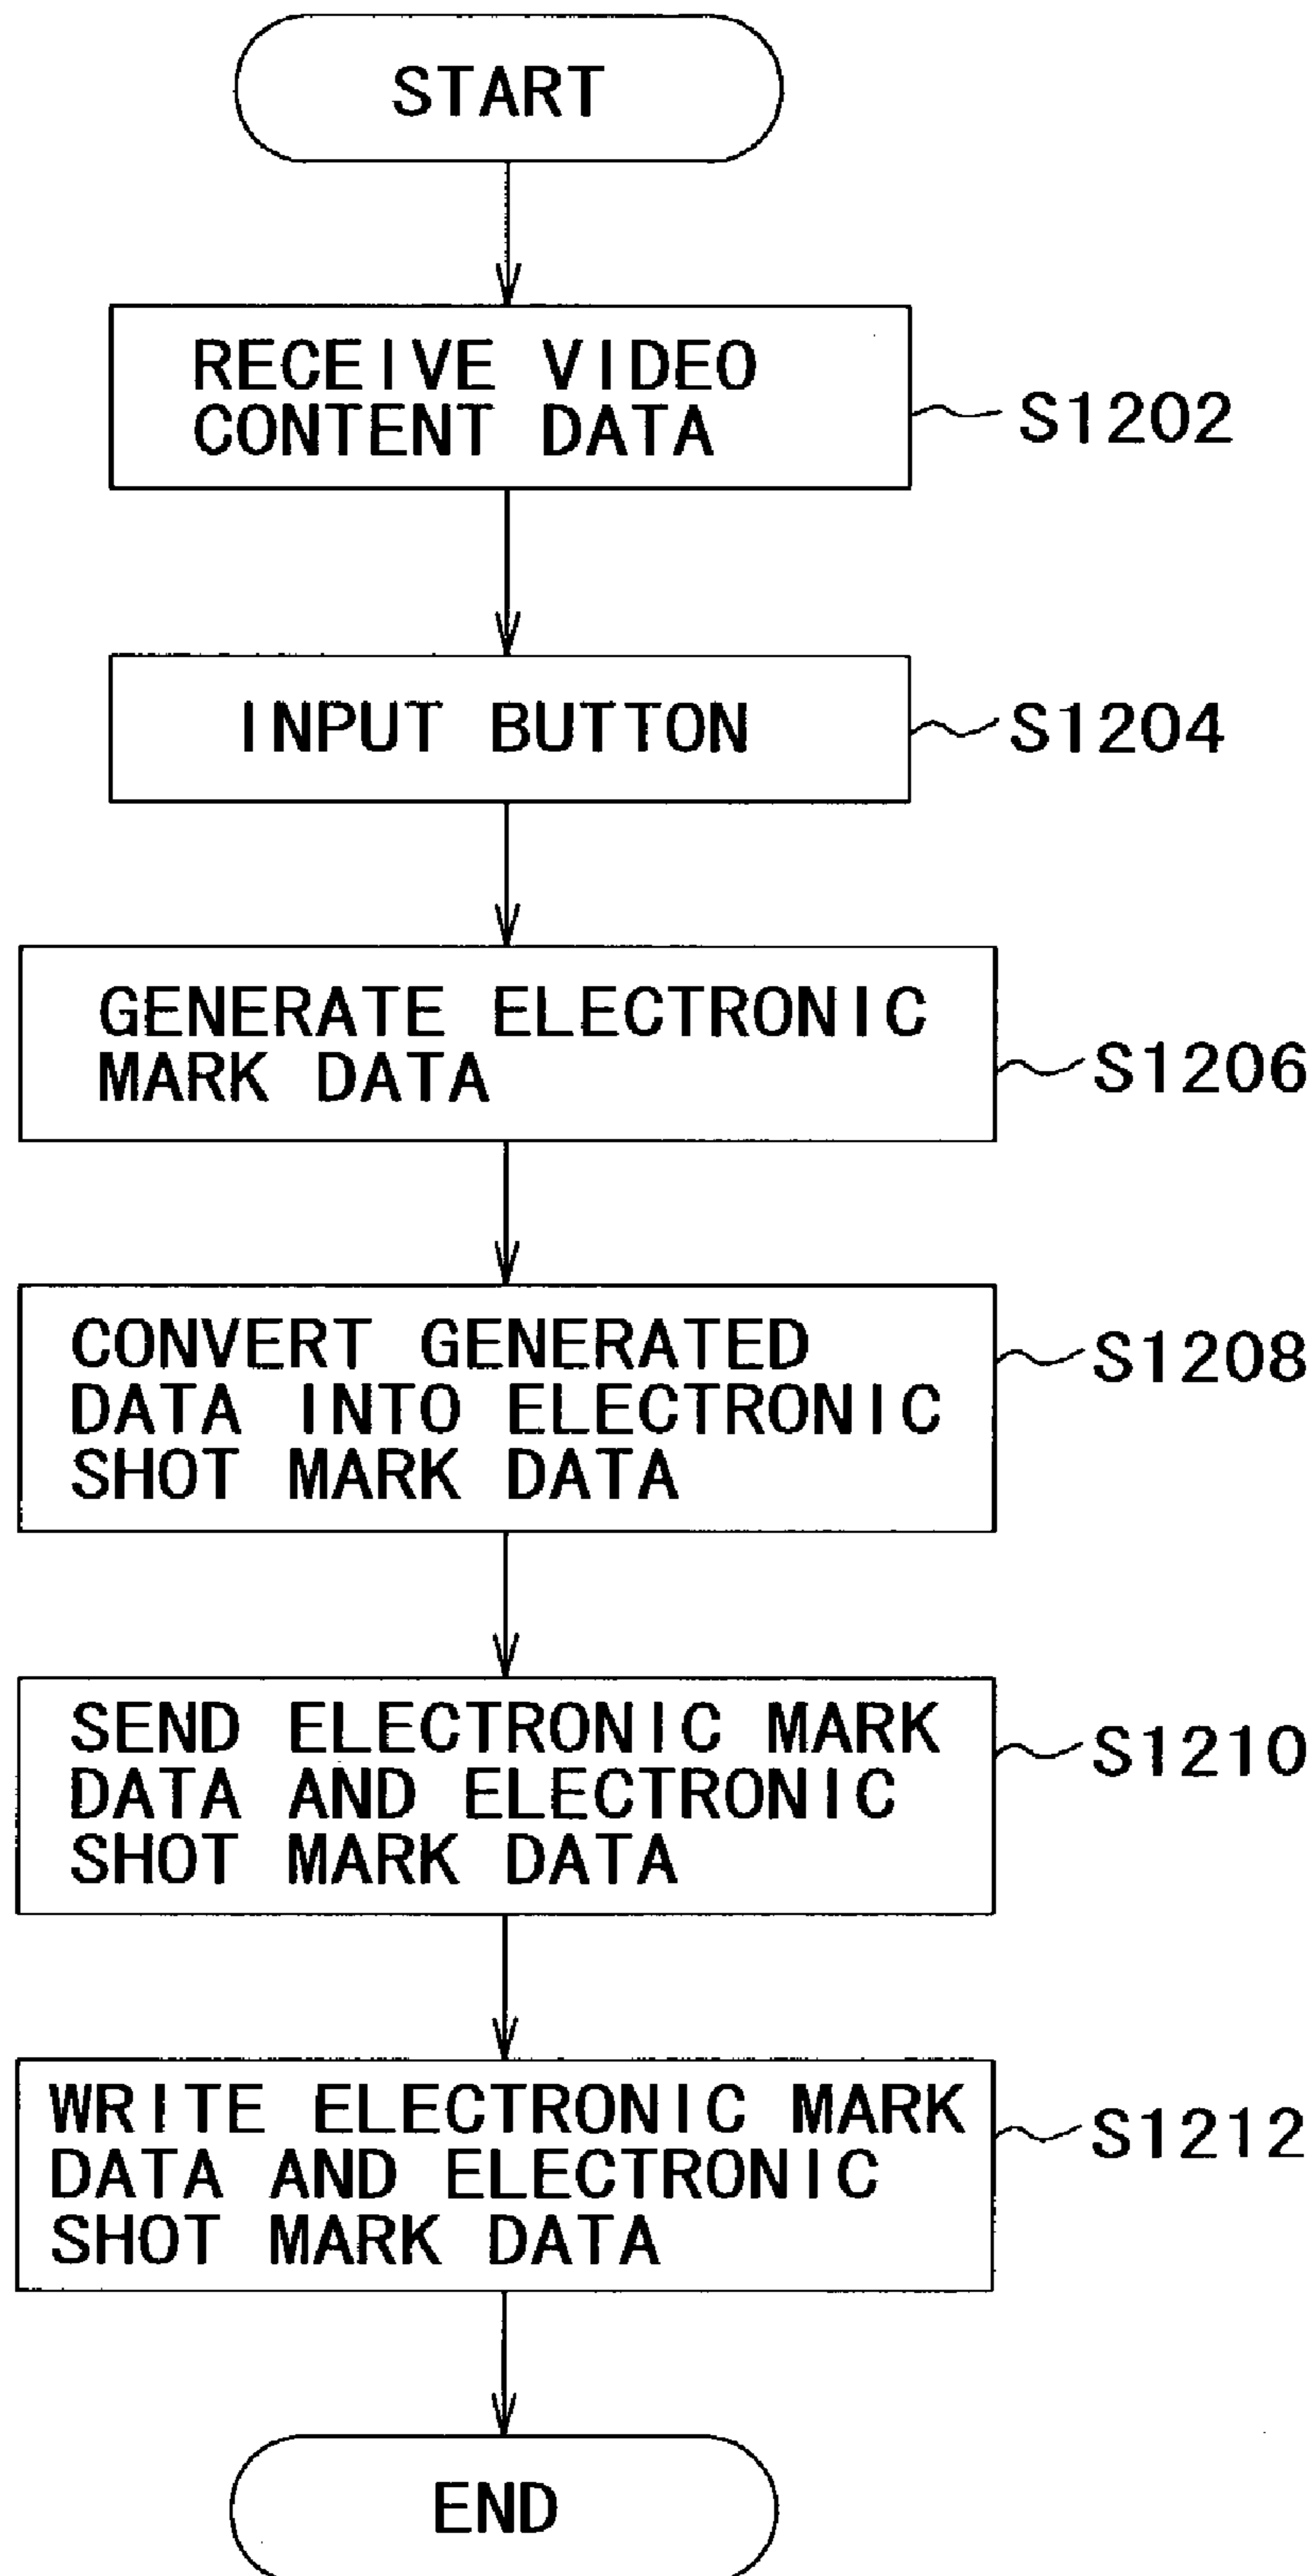 START
RECEIVE VIDEO
CONTENT DATA
S1202
INPUT BUTTON
S1204
GENERATE ELECTRONIC
MARK DATA
S1206
CONVERT GENERATED
DATA INTO ELECTRONIC
SHOT MARK DATA
S1208
SEND ELECTRONIC MARK
DATA AND ELECTRONIC
SHOT MARK DATA
S1210
WRITE ELECTRONIC MARK
DATA AND ELECTRONIC
SHOT MARK DATA
S1212
END